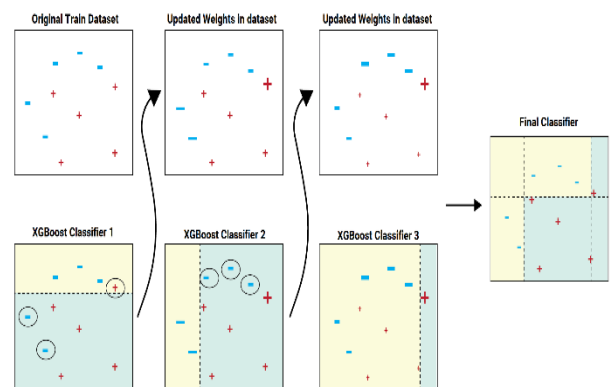 Original Train Dataset
Updated Weights in dataset
Updated Weights in dataset
Final Classifier
XGBoost Classifier 1
XGBoost Classifier 2
XGBoost Classifier 3